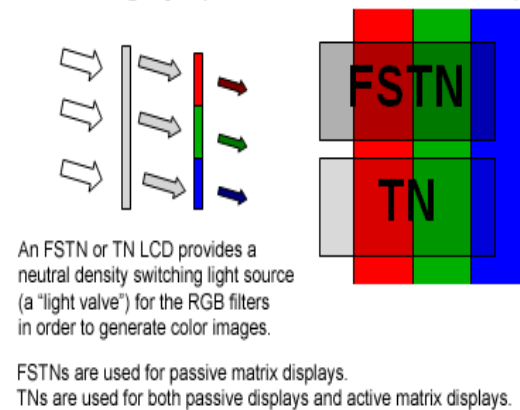 FSTN
TN
An FSTN or TN LCD provides a
neutral density switching light source
(a “light valve”) for the RGB filters
in order to generate color images.
FSTNs are used for passive matrix displays.
TNs are used for both passive displays and active matrix displays.